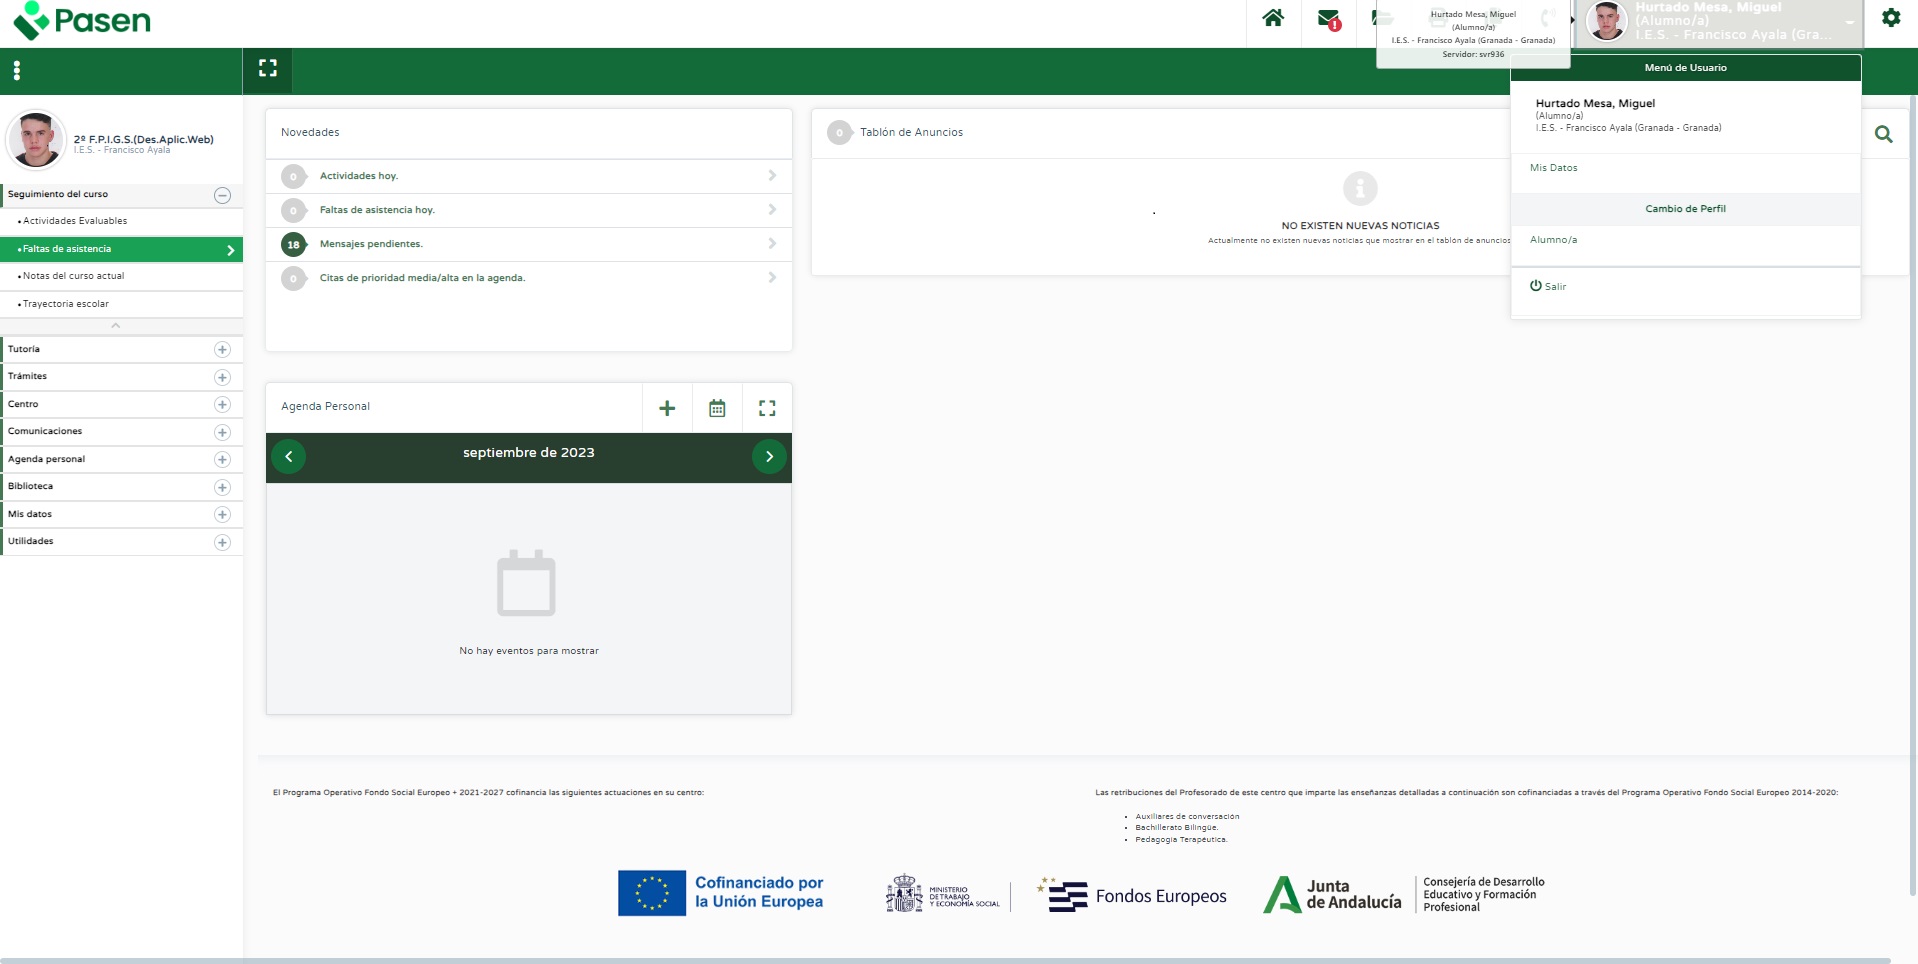 Pasen
Hurtado Mesa, Miguel
(Alumno/a)
I.E.S. - Francisco Ayala (Granada - Granada)
Servidor: svr936
Hurtado Mesa, Miguel
(Alumno/a)
I.E.S. - Francisco Ayala (Gra...
Menú de Usuario
Hurtado Mesa, Miguel
(Alumno/a)
I.E.S. - Francisco Ayala (Granada - Granada)
Mis Datos
Cambio de Perfil
Alumno/a
Salir
2º F.P.I.G.S.(Des.Aplic.Web)
I.E.S. - Francisco Ayala
Seguimiento del curso
Actividades Evaluables
Faltas de asistencia
Notas del curso actual
Trayectoria escolar
Tutoría
Trámites
Centro
Comunicaciones
Agenda personal
Biblioteca
Mis datos
Utilidades
Novedades
0 Actividades hoy.
0 Faltas de asistencia hoy.
18 Mensajes pendientes.
0 Citas de prioridad media/alta en la agenda.
0 Tablón de Anuncios
NO EXISTEN NUEVAS NOTICIAS
Actualmente no existen nuevas noticias que mostrar en el tablón de anuncios
Agenda Personal
septiembre de 2023
No hay eventos para mostrar
El Programa Operativo Fondo Social Europeo + 2021-2027 cofinancia las siguientes actuaciones en su centro:
Las retribuciones del Profesorado de este centro que imparte las enseñanzas detalladas a continuación son cofinanciadas a través del Programa Operativo Fondo Social Europeo 2014-2020:
Auxiliares de conversación
Bachillerato Bilingüe.
Pedagogía Terapéutica.
Cofinanciado por
la Unión Europea
MINISTERIO
DE TRABAJO
Y ECONOMÍA SOCIAL
Fondos Europeos
Junta
de Andalucía
Consejería de Desarrollo
Educativo y Formación
Profesional